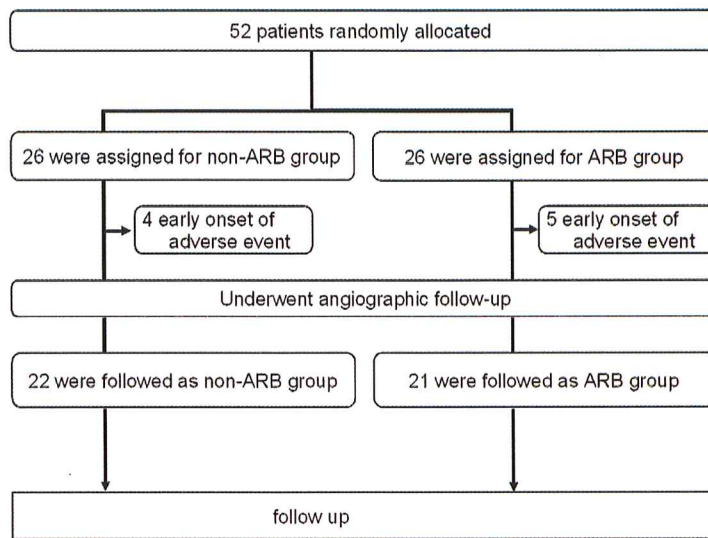 52 patients randomly allocated
26 were assigned for non-ARB group
26 were assigned for ARB group
4 early onset of
adverse event
5 early onset of
adverse event
Underwent angiographic follow-up
22 were followed as non-ARB group
21 were followed as ARB group
follow up